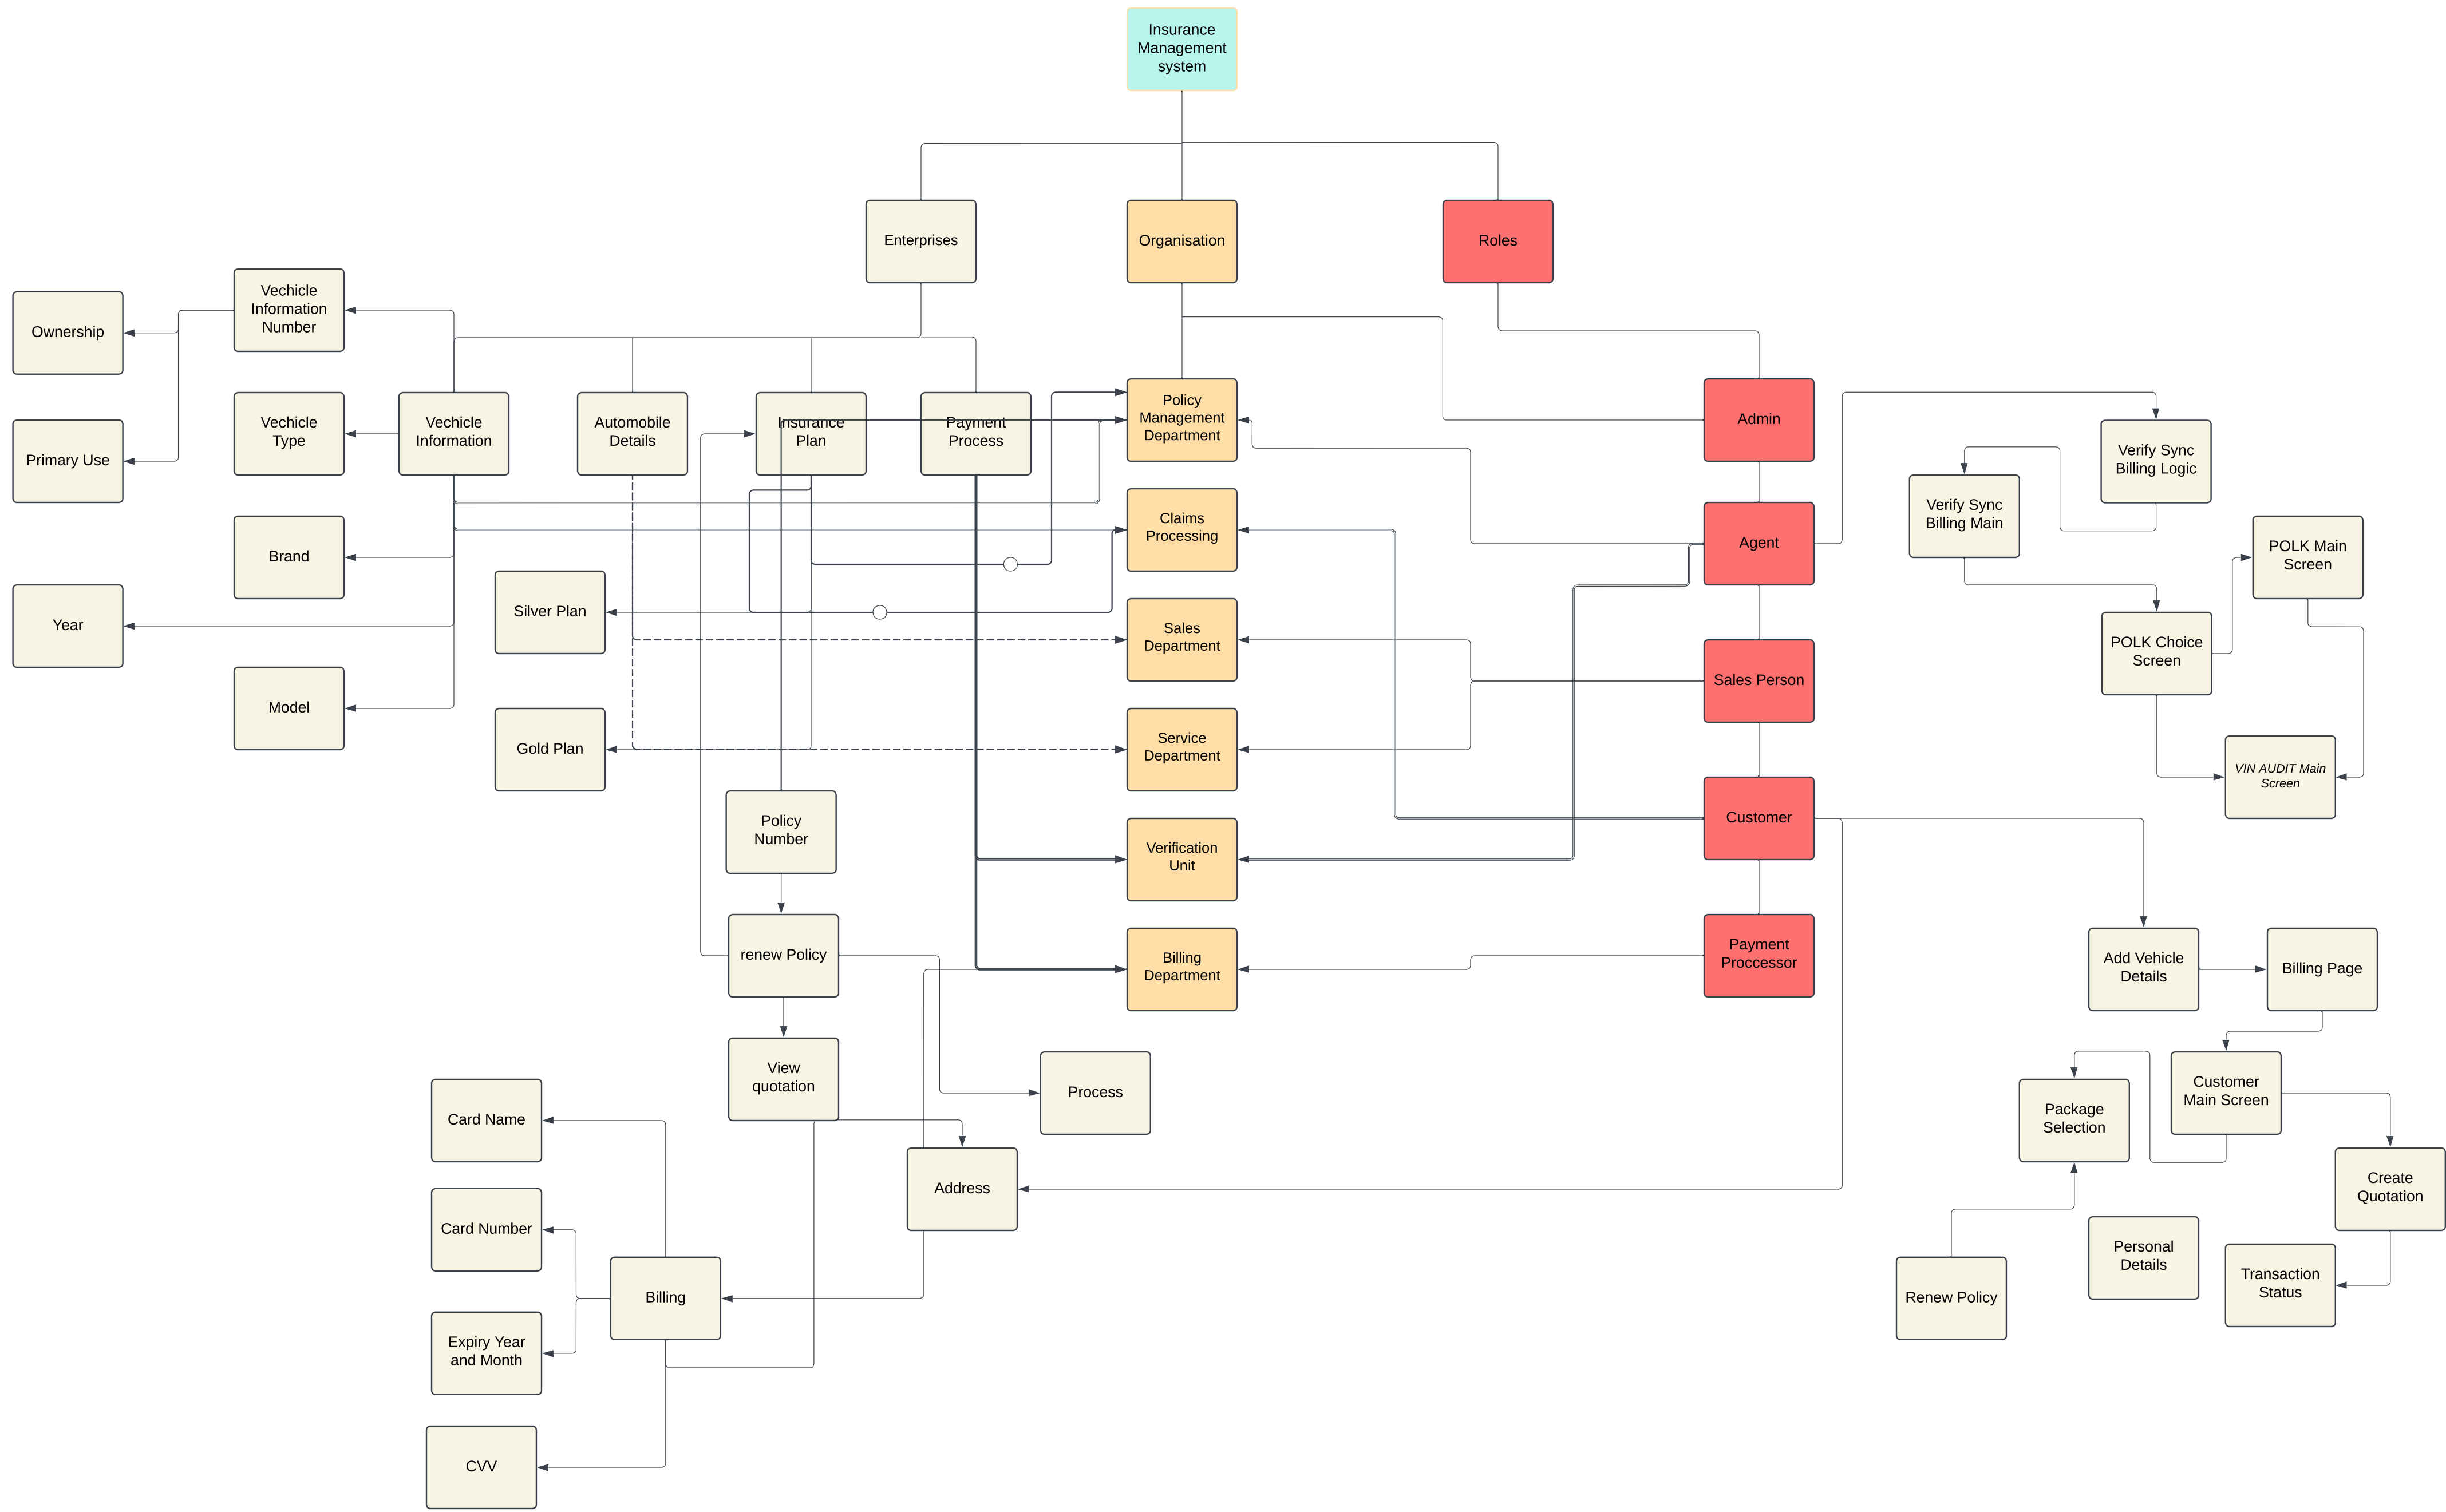 Insurance
Management
system
Enterprises
Organisation
Roles
Vechicle
Information
Number
Ownership
Primary Use
Vechicle
Type
Vechicle
Information
Automobile
Details
Insurance
Plan
Payment
Process
Policy
Management
Department
Admin
Verify Sync
Billing Logic
Verify Sync
Billing Main
Brand
Claims
Processing
Agent
POLK Main
Screen
Year
Silver Plan
Sales
Department
POLK Choice
Screen
Sales Person
Model
Gold Plan
Service
Department
VIN AUDIT Main
Screen
Policy
Number
Customer
Verification
Unit
renew Policy
Billing
Department
Payment
Proccessor
Add Vehicle
Details
Billing Page
View
quotation
Process
Customer
Main Screen
Card Name
Package
Selection
Address
Create
Quotation
Card Number
Personal
Details
Billing
Renew Policy
Transaction
Status
Expiry Year
and Month
CVV